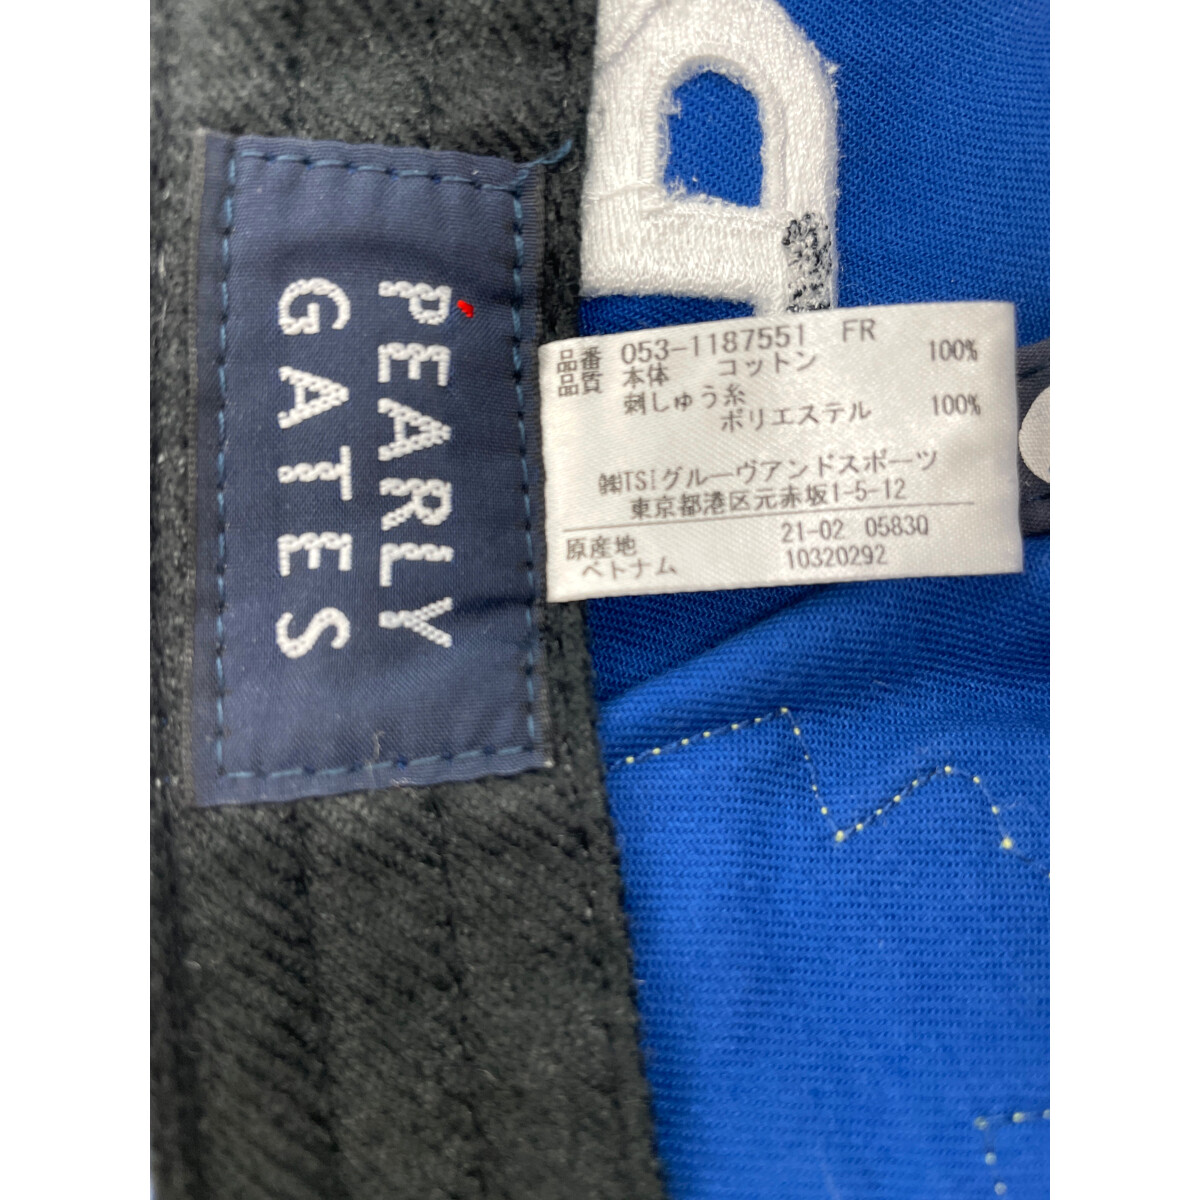 PEARLY
GATES
品番 053-1187551 FR
品質 本体 コットン 100%
刺しゅう糸
ポリエステル 100%
㈱TSIグルーヴアンドスポーツ
東京都港区元赤坂1-5-12
21-02 0583Q
原産地
ベトナム 10320292